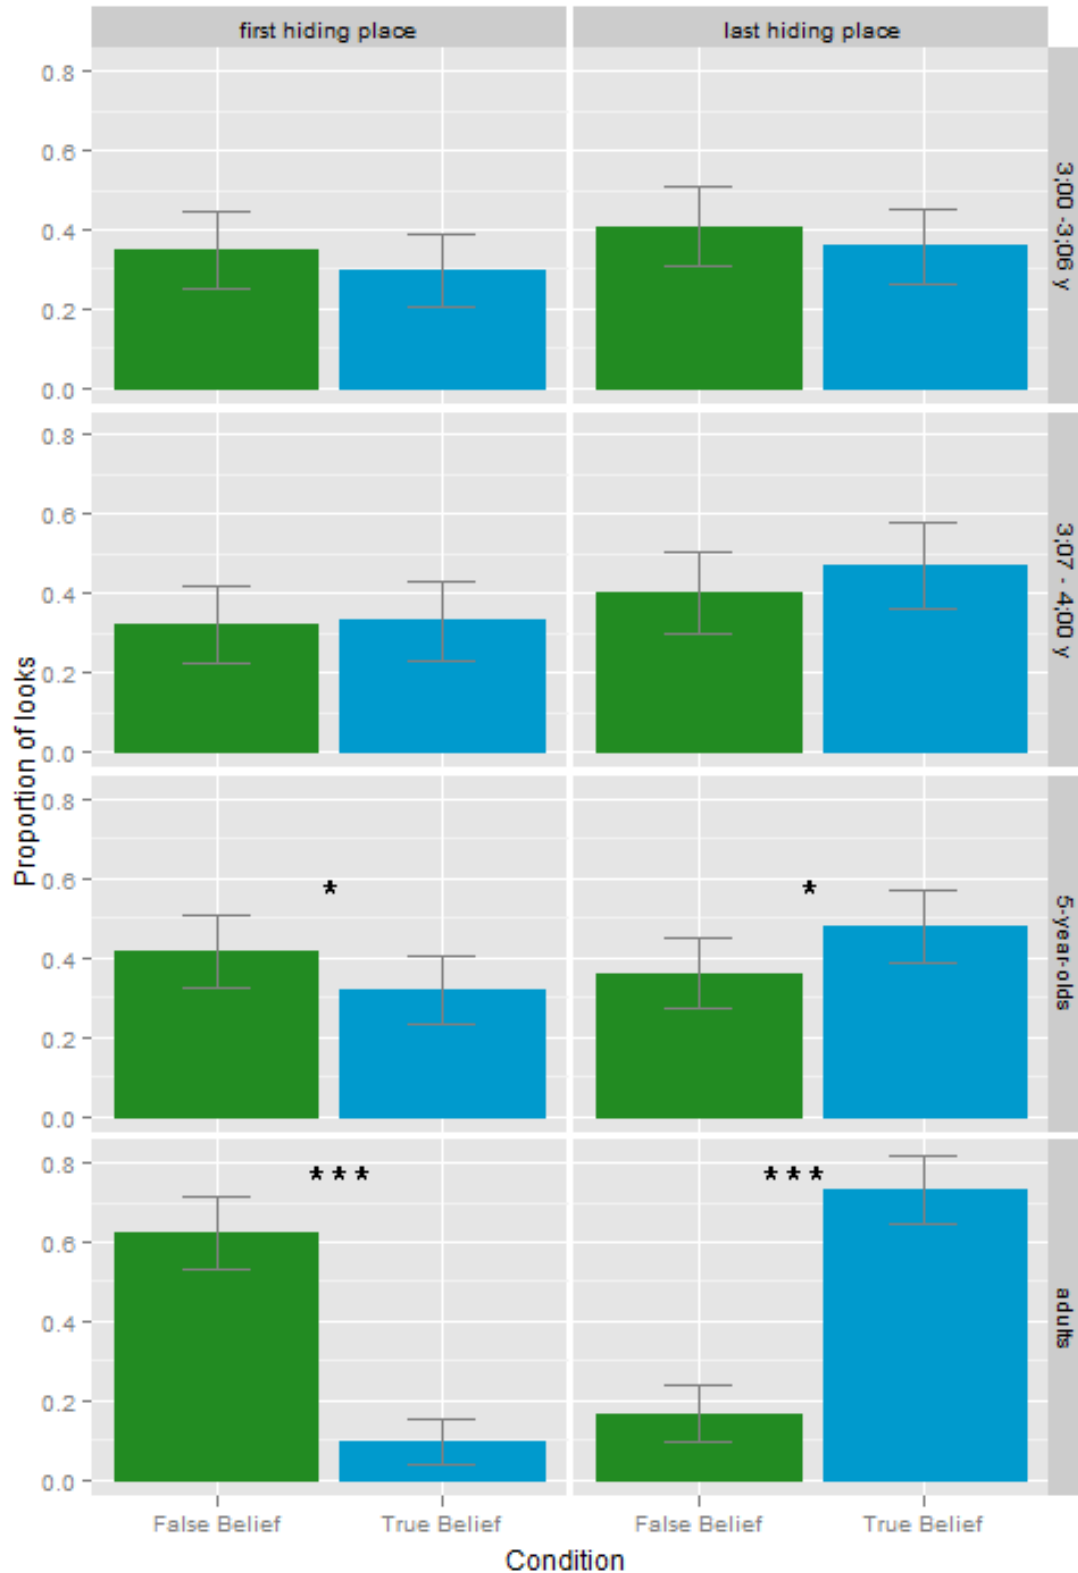 first hiding place
last hiding place
Proportion of looks
0.8
0.6
0.4
0.2
0.0
3;00 -3;06 y
0.8
0.6
0.4
0.2
0.0
3;07 - 4;00 y
0.8
0.6
0.4
0.2
0.0
*
*
5-year-olds
0.8
0.6
0.4
0.2
0.0
***
***
adults
False Belief
True Belief
False Belief
True Belief
Condition